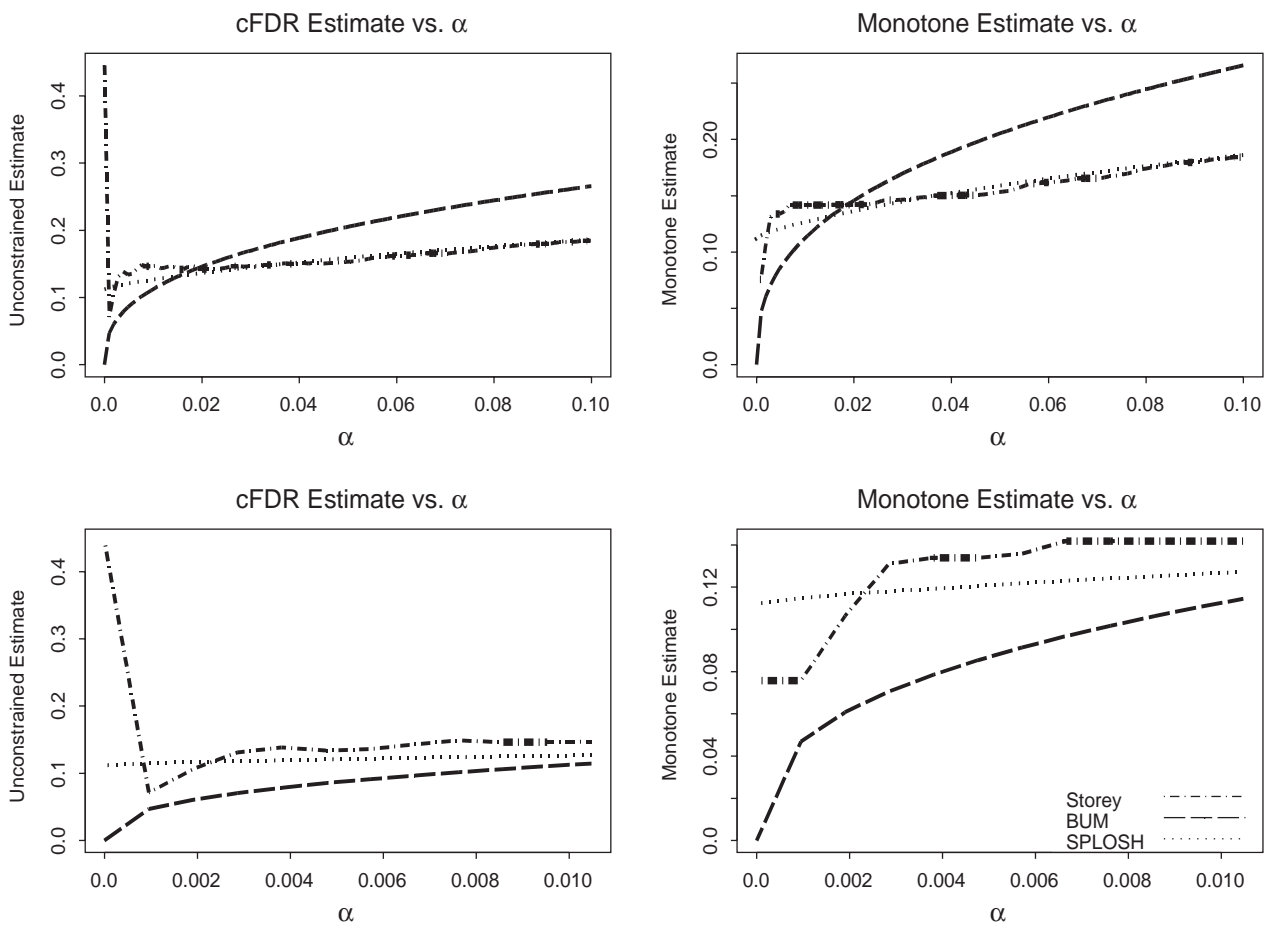 cFDR Estimate vs. α
Unconstrained Estimate
0.0 0.1 0.2 0.3 0.4
0.0 0.02 0.04 0.06 0.08 0.10
α
Monotone Estimate vs. α
Monotone Estimate
0.0 0.10 0.20
0.0 0.02 0.04 0.06 0.08 0.10
α
cFDR Estimate vs. α
Unconstrained Estimate
0.0 0.1 0.2 0.3 0.4
0.0 0.002 0.004 0.006 0.008 0.010
α
Monotone Estimate vs. α
Monotone Estimate
0.0 0.04 0.08 0.12
Storey
BUM
SPLOSH
0.0 0.002 0.004 0.006 0.008 0.010
α